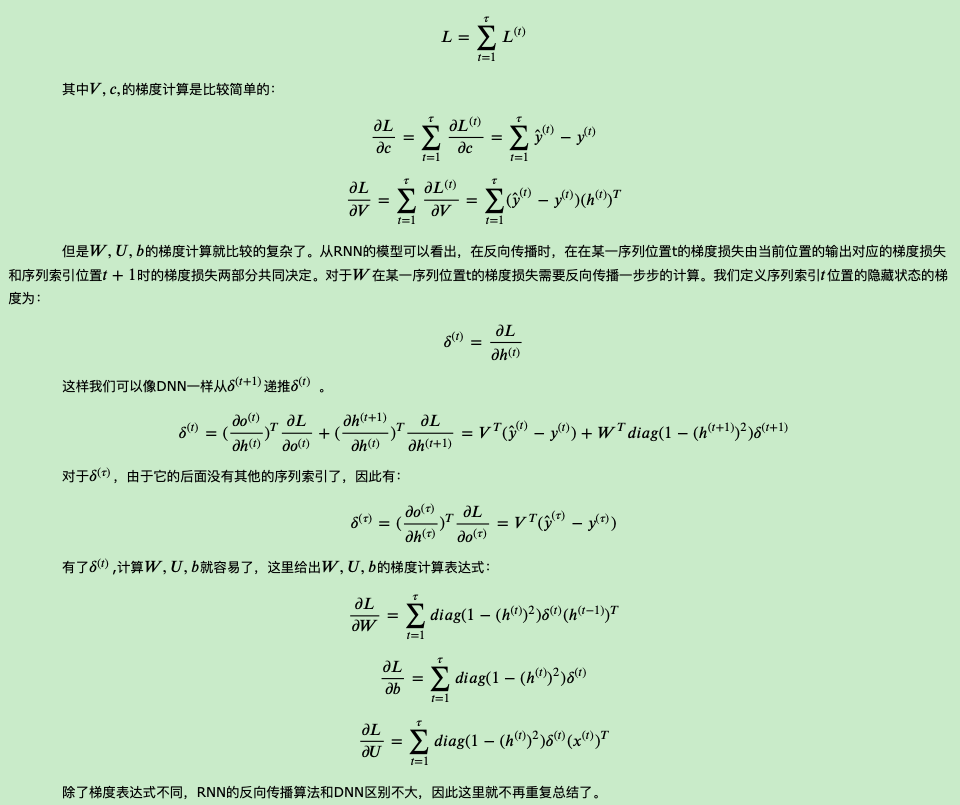 $$L = \sum_{t=1}^{\tau} L^{(t)}$$
其中$V, c,$的梯度计算是比较简单的：
$$\frac{\partial L}{\partial c} = \sum_{t=1}^{\tau} \frac{\partial L^{(t)}}{\partial c} = \sum_{t=1}^{\tau} \hat{y}^{(t)} - y^{(t)}$$
$$\frac{\partial L}{\partial V} = \sum_{t=1}^{\tau} \frac{\partial L^{(t)}}{\partial V} = \sum_{t=1}^{\tau} (\hat{y}^{(t)} - y^{(t)})(h^{(t)})^T$$
但是$W, U, b$的梯度计算就比较的复杂了。从RNN的模型可以看出，在反向传播时，在在某一序列位置t的梯度损失由当前位置的输出对应的梯度损失
和序列索引位置$t+1$时的梯度损失两部分共同决定。对于$W$在某一序列位置t的梯度损失需要反向传播一步步的计算。我们定义序列索引$t$位置的隐藏状态的梯
度为：
$$\delta^{(t)} = \frac{\partial L}{\partial h^{(t)}}$$
这样我们可以像DNN一样从$\delta^{(t+1)}$递推$\delta^{(t)}$ 。
$$\delta^{(t)} = (\frac{\partial o^{(t)}}{\partial h^{(t)}})^T \frac{\partial L}{\partial o^{(t)}} + (\frac{\partial h^{(t+1)}}{\partial h^{(t)}})^T \frac{\partial L}{\partial h^{(t+1)}} = V^T(\hat{y}^{(t)} - y^{(t)}) + W^T diag(1 - (h^{(t+1)})^2)\delta^{(t+1)}$$
对于$\delta^{(\tau)}$，由于它的后面没有其他的序列索引了，因此有：
$$\delta^{(\tau)} = (\frac{\partial o^{(\tau)}}{\partial h^{(\tau)}})^T \frac{\partial L}{\partial o^{(\tau)}} = V^T(\hat{y}^{(\tau)} - y^{(\tau)})$$
有了$\delta^{(t)}$,计算$W, U, b$就容易了，这里给出$W, U, b$的梯度计算表达式：
$$\frac{\partial L}{\partial W} = \sum_{t=1}^{\tau} diag(1 - (h^{(t)})^2)\delta^{(t)}(h^{(t-1)})^T$$
$$\frac{\partial L}{\partial b} = \sum_{t=1}^{\tau} diag(1 - (h^{(t)})^2)\delta^{(t)}$$
$$\frac{\partial L}{\partial U} = \sum_{t=1}^{\tau} diag(1 - (h^{(t)})^2)\delta^{(t)}(x^{(t)})^T$$
除了梯度表达式不同，RNN的反向传播算法和DNN区别不大，因此这里就不再重复总结了。